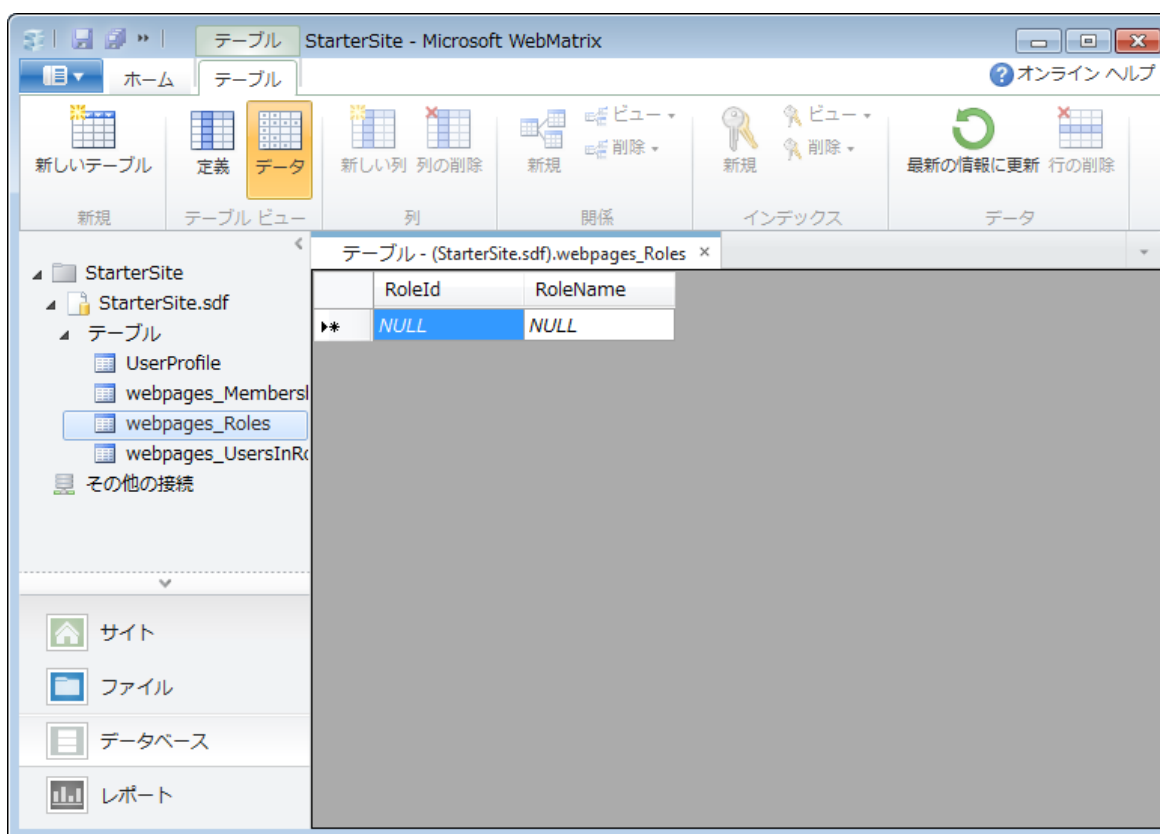 テーブル StarterSite - Microsoft WebMatrix
ホーム テーブル オンライン ヘルプ
新しいテーブル 定義 データ 新しい列 列の削除 新規 ビュー 削除 新規 ビュー 削除 最新の情報に更新 行の削除
新規 テーブル ビュー 列 関係 インデックス データ
テーブル - (StarterSite.sdf).webpages_Roles
StarterSite
StarterSite.sdf
テーブル
UserProfile
webpages_Membersl
webpages_Roles
webpages_UsersInRo
その他の接続
RoleId RoleName
NULL NULL
サイト
ファイル
データベース
レポート